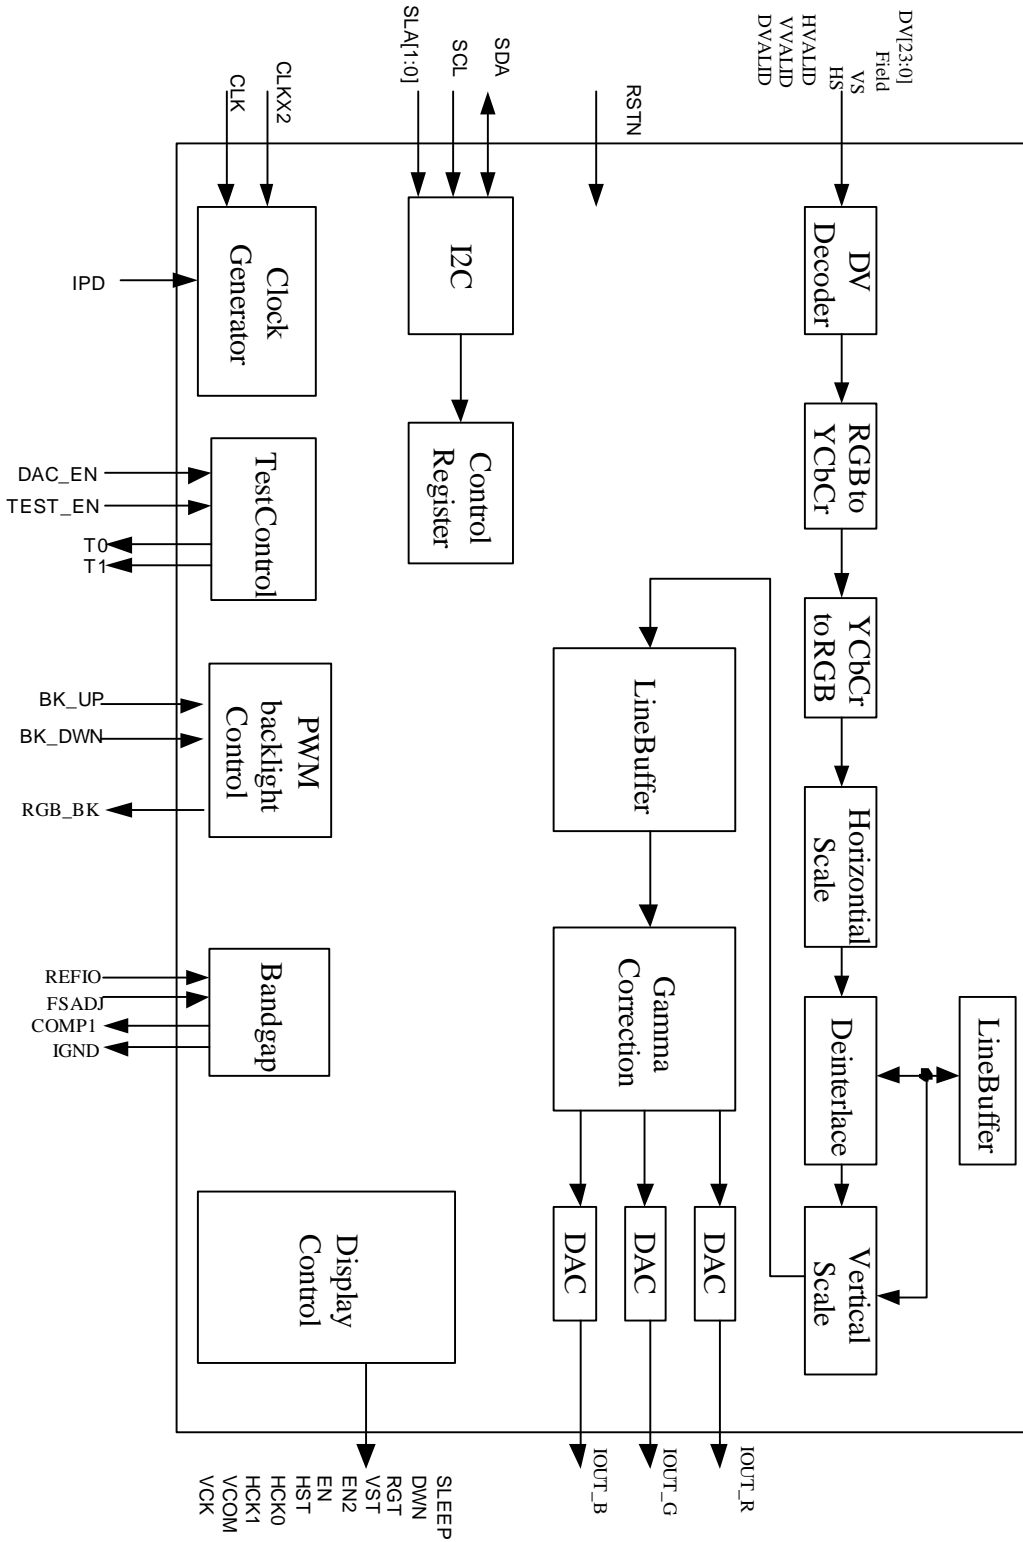 DV[23:0]
Field
VS
HS
HVALID
VVALID
DVALID
RSTN
SDA
SCL
SLA[1:0]
CLKX2
CLK
DV
Decoder
RGBto
YCbCr
YCbCr
toRGB
Horizontial
Scale
Deinterlace
LineBuffer
Vertical
Scale
I2C
Control
Register
LineBuffer
Gamma
Correction
DAC
DAC
DAC
IOUT_R
IOUT_G
IOUT_B
Clock
Generator
IPD
TestControl
DAC_EN
TEST_EN
T0
T1
PWM
backlight
Control
BK_UP
BK_DWN
RGB_BK
Bandgap
REFIO
FSADJ
COMP1
IGND
Display
Control
SLEEP
DWN
RGT
VST
EN2
EN
HST
HCK0
HCK1
VCOM
VCK